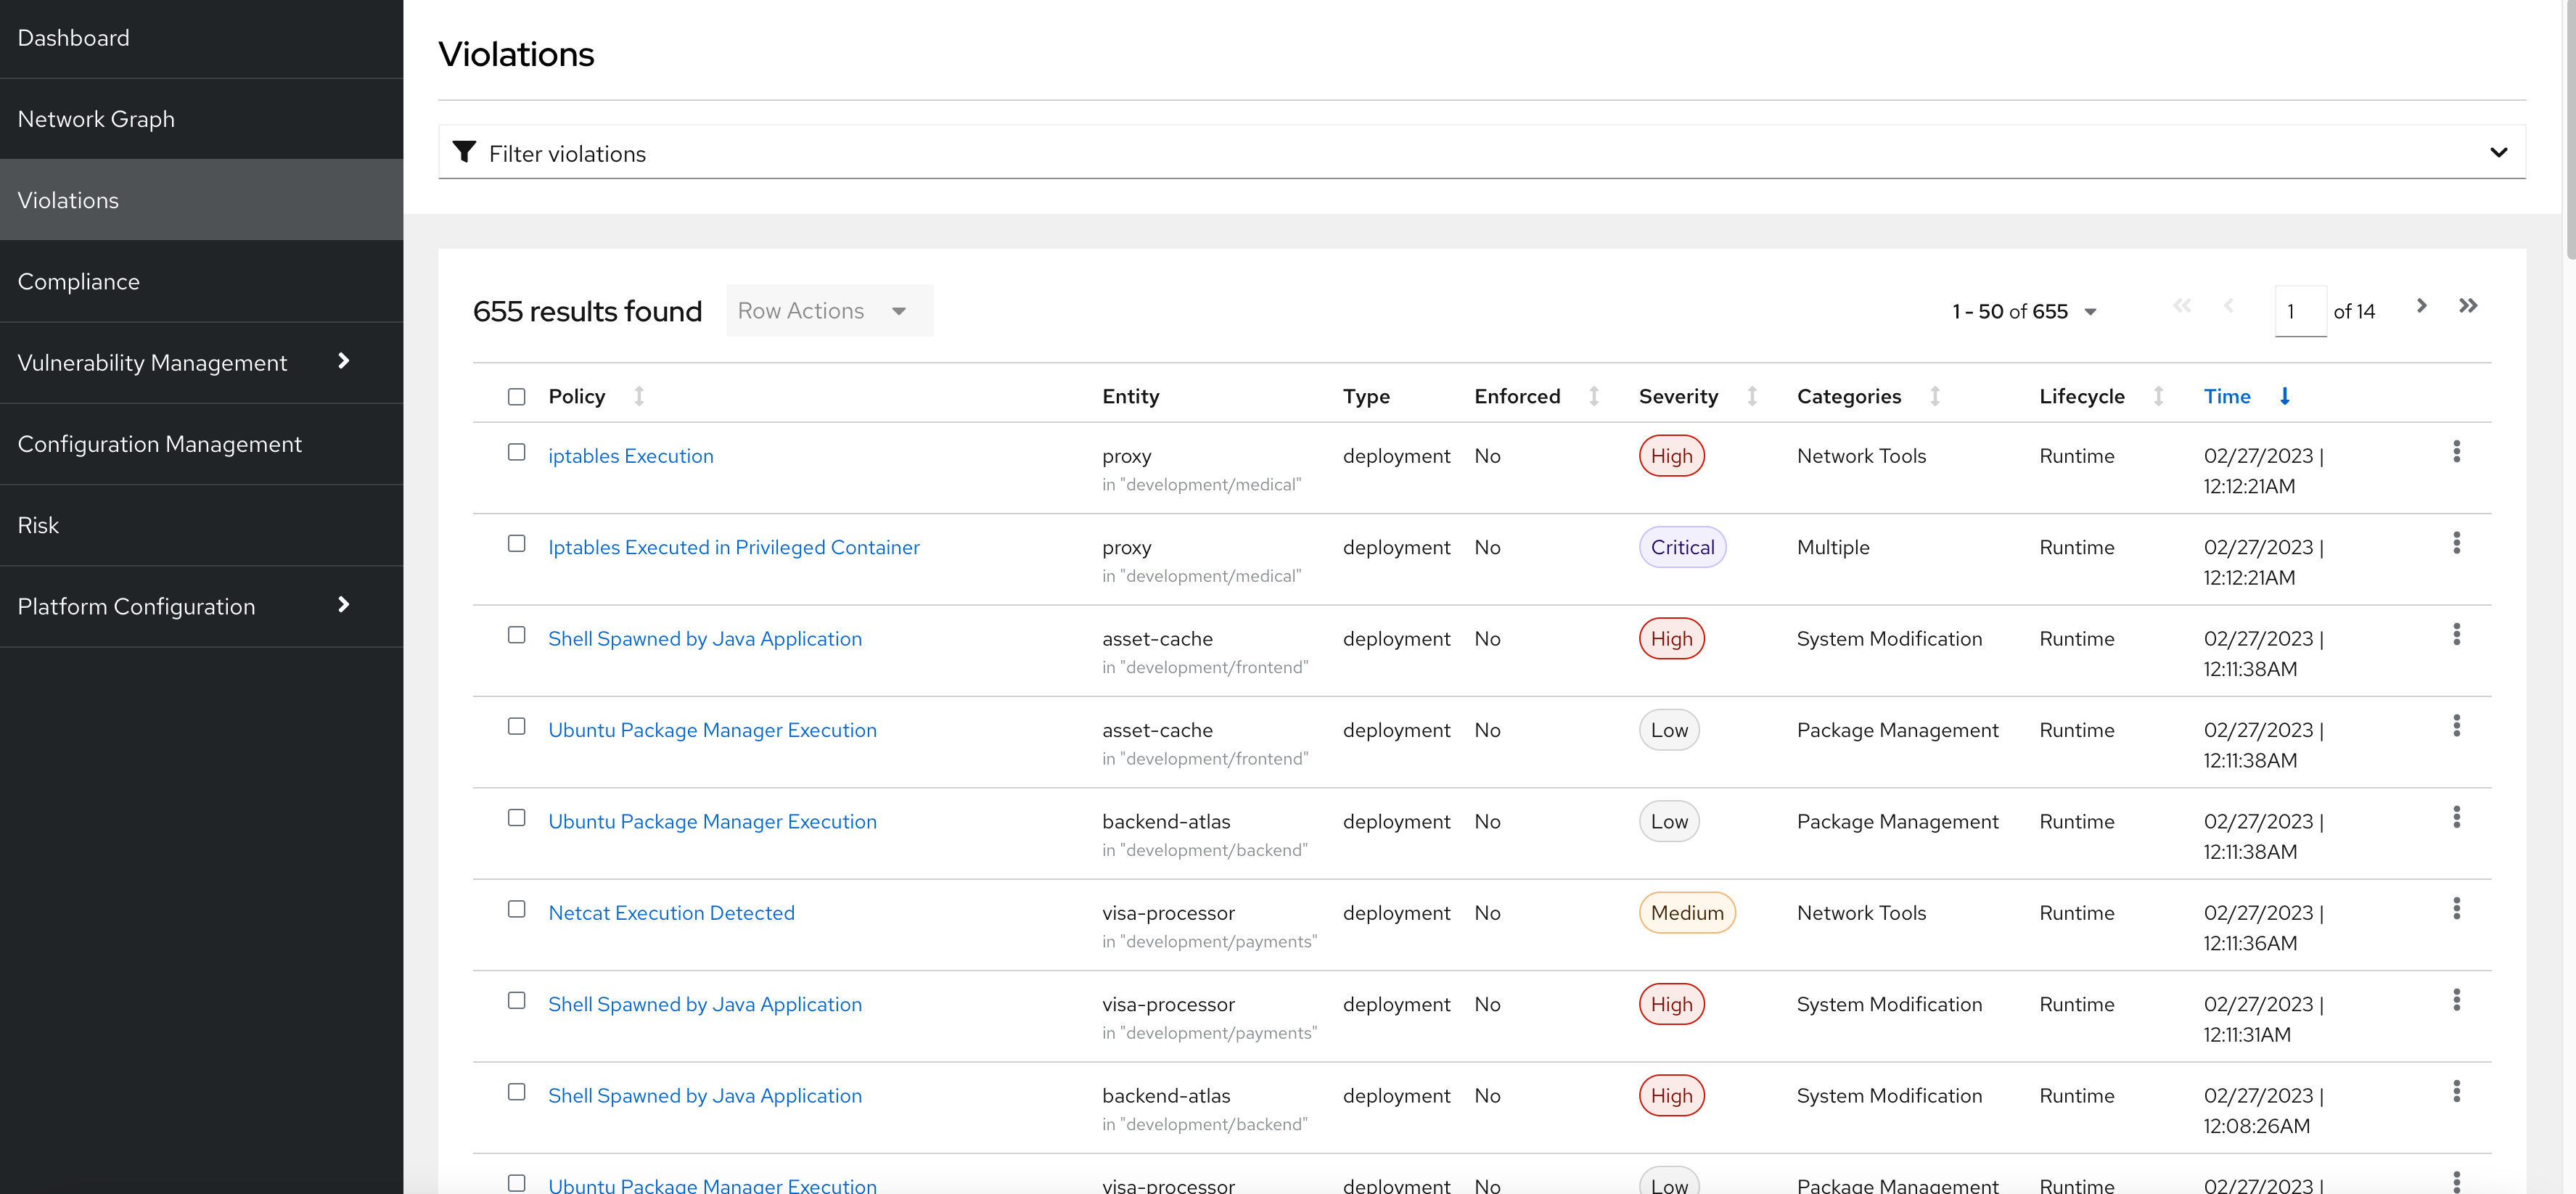 Dashboard
Network Graph
Violations
Compliance
Vulnerability Management
Configuration Management
Risk
Platform Configuration
Violations
Filter violations
655 results found Row Actions 1 - 50 of 655 1 of 14
Policy Entity Type Enforced Severity Categories Lifecycle Time
iptables Execution proxy deployment No High Network Tools Runtime 02/27/2023 |
in "development/medical" 12:12:21AM
Iptables Executed in Privileged Container proxy deployment No Critical Multiple Runtime 02/27/2023 |
in "development/medical" 12:12:21AM
Shell Spawned by Java Application asset-cache deployment No High System Modification Runtime 02/27/2023 |
in "development/frontend" 12:11:38AM
Ubuntu Package Manager Execution asset-cache deployment No Low Package Management Runtime 02/27/2023 |
in "development/frontend" 12:11:38AM
Ubuntu Package Manager Execution backend-atlas deployment No Low Package Management Runtime 02/27/2023 |
in "development/backend" 12:11:38AM
Netcat Execution Detected visa-processor deployment No Medium Network Tools Runtime 02/27/2023 |
in "development/payments" 12:11:36AM
Shell Spawned by Java Application visa-processor deployment No High System Modification Runtime 02/27/2023 |
in "development/payments" 12:11:31AM
Shell Spawned by Java Application backend-atlas deployment No High System Modification Runtime 02/27/2023 |
in "development/backend" 12:08:26AM
Ubuntu Package Manager Execution visa-processor deployment No Low Package Management Runtime 02/27/2023 |